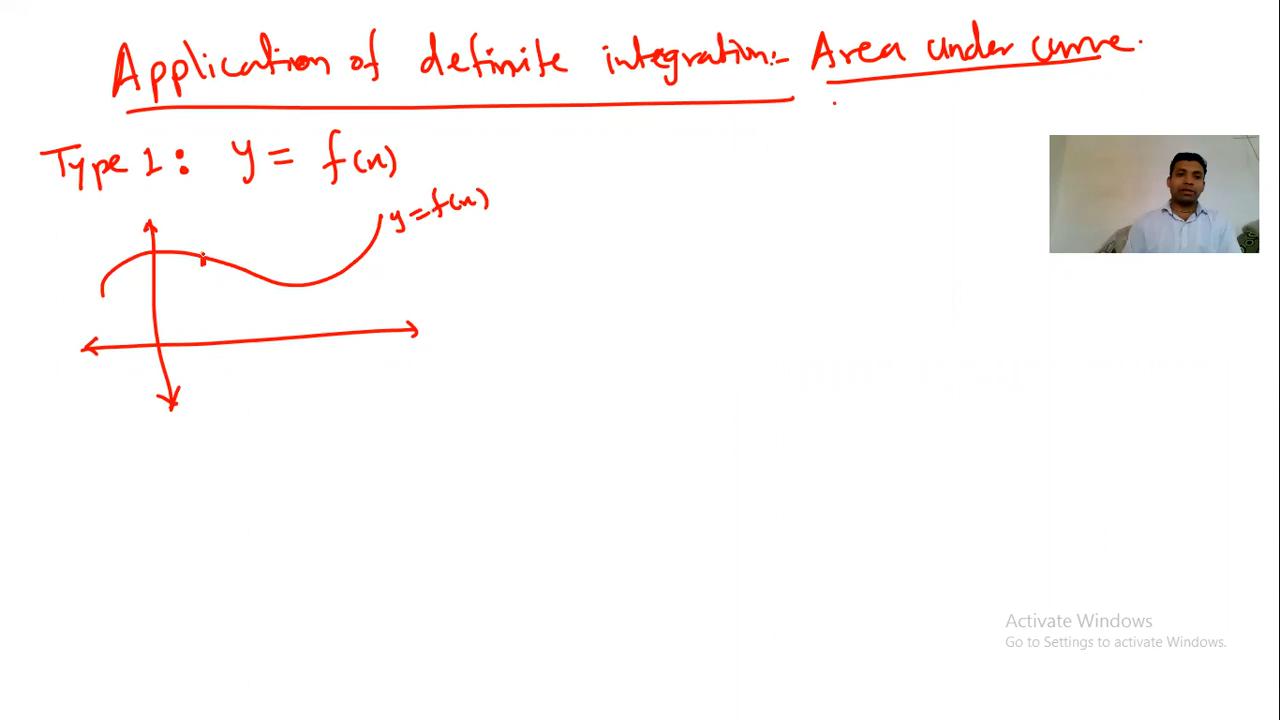 Application of definite integration:- Area under curve.
Type 1: y = f(x)
y=f(x)
Activate Windows
Go to Settings to activate Windows.